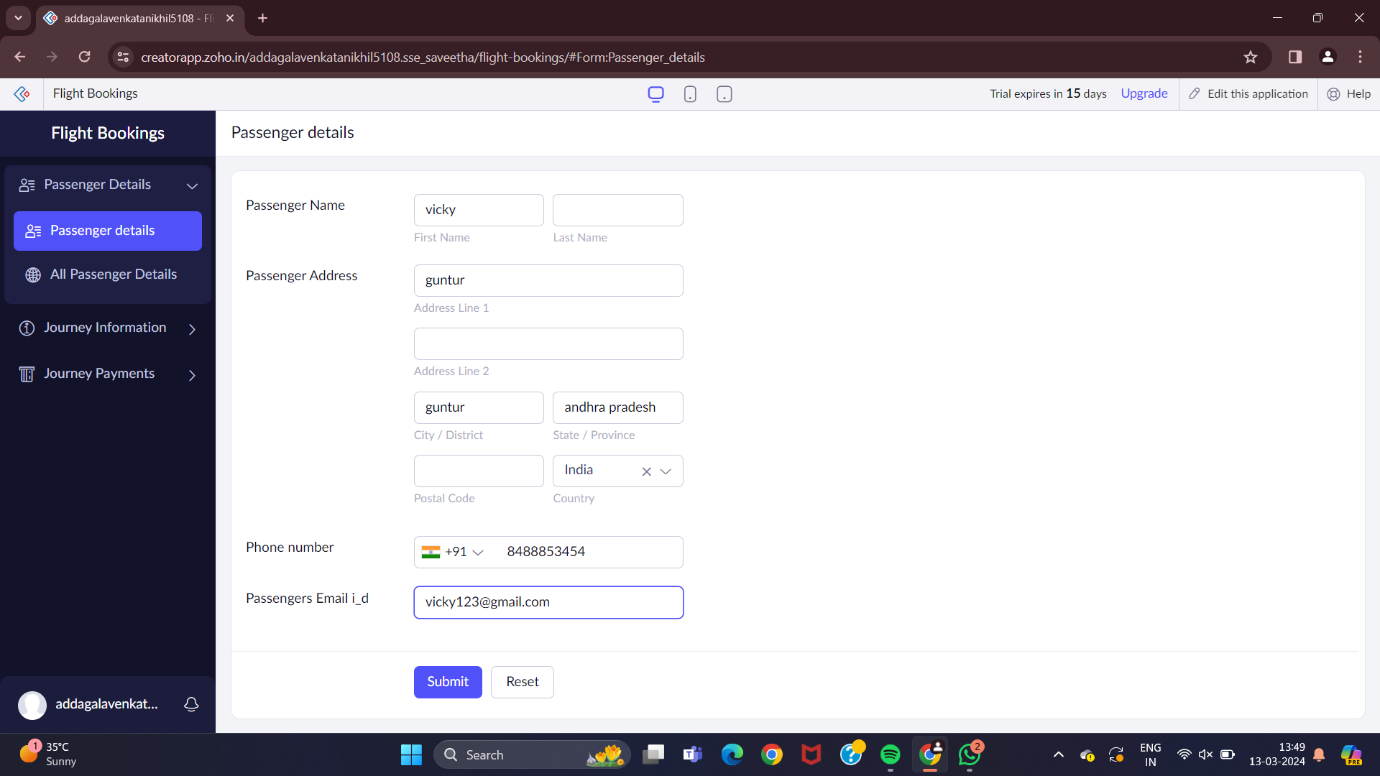 addagalavenkatanikhil5108 - Fl
creatorapp.zoho.in/addagalavenkatanikhil5108.sse_saveetha/flight-bookings/#Form:Passenger_details
Flight Bookings
Trial expires in 15 days
Upgrade
Edit this application
Help
Flight Bookings
Passenger Details
Passenger details
All Passenger Details
Journey Information
Journey Payments
addagalavenkat...
Passenger details
Passenger Name
vicky
First Name
Last Name
Passenger Address
guntur
Address Line 1
Address Line 2
guntur
andhra pradesh
City / District
State / Province
India
Postal Code
Country
Phone number
+91
8488853454
Passengers Email i_d
vicky123@gmail.com
Submit
Reset
1
35°C
Sunny
Search
2
ENG
IN
13:49
13-03-2024
PRE